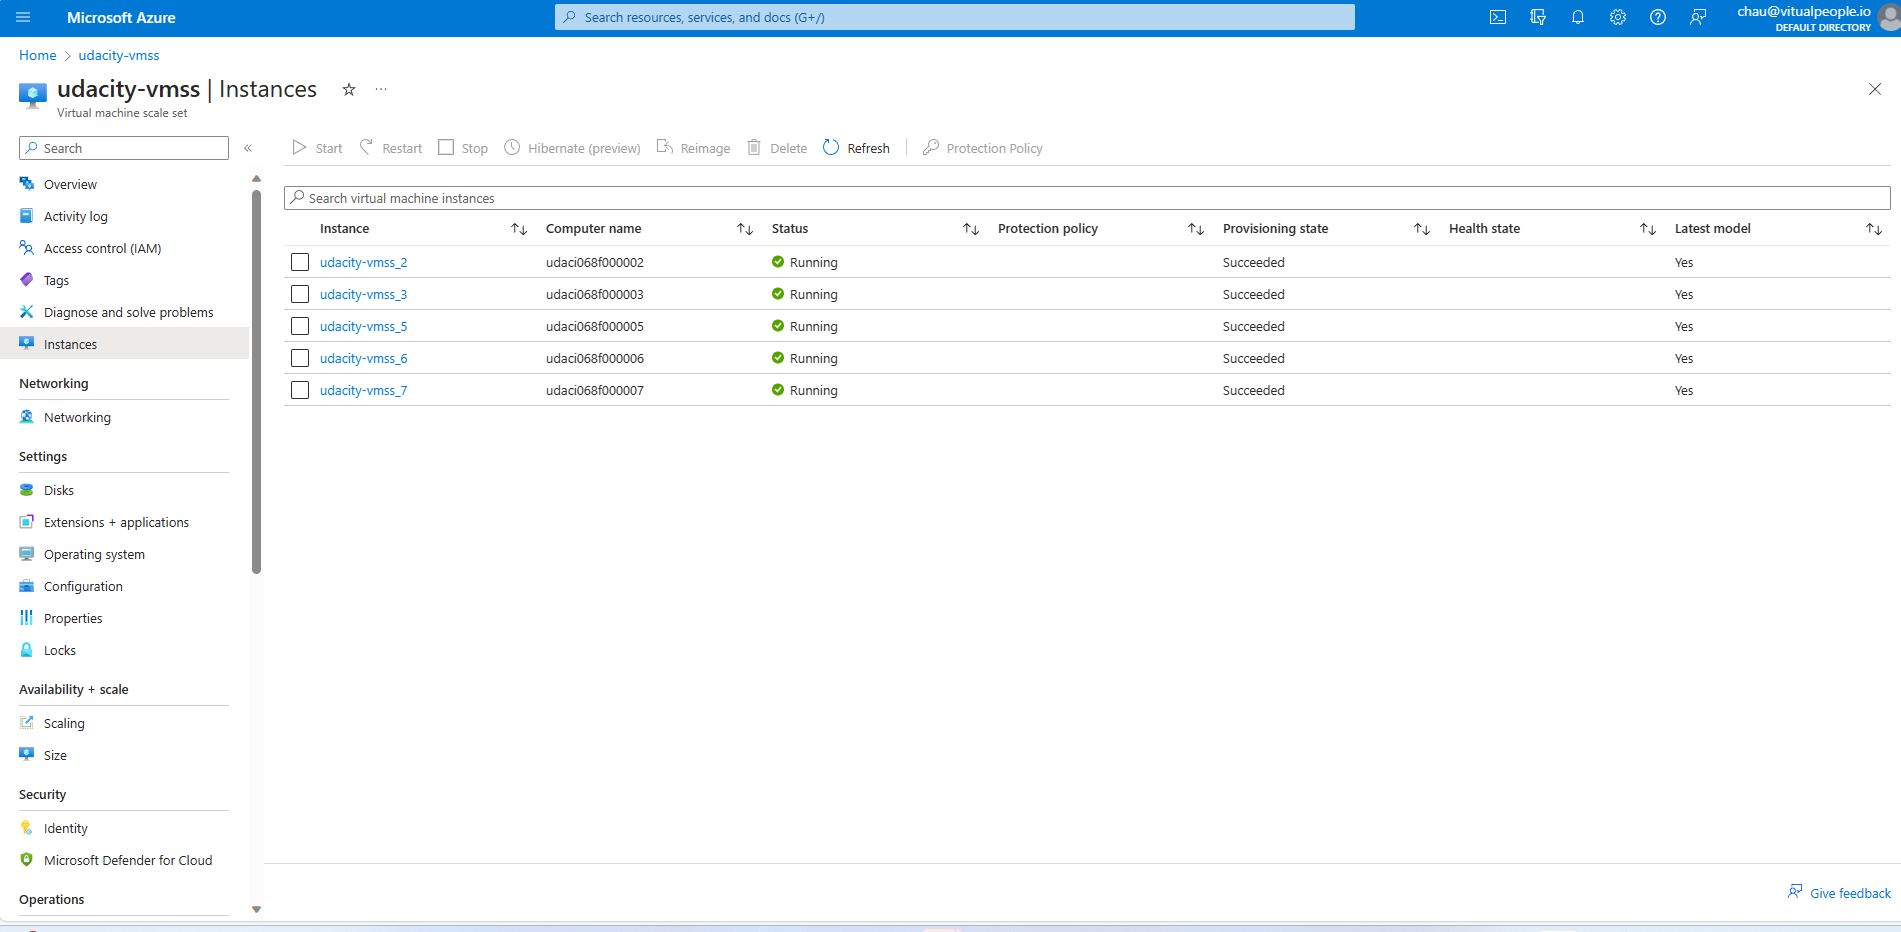 Microsoft Azure
Search resources, services, and docs (G+/)
chau@vitualpeople.io
DEFAULT DIRECTORY
Home > udacity-vmss
udacity-vmss | Instances
Virtual machine scale set
Search
Start Restart Stop Hibernate (preview) Reimage Delete Refresh Protection Policy
Overview
Activity log
Access control (IAM)
Tags
Diagnose and solve problems
Instances
Networking
Networking
Settings
Disks
Extensions + applications
Operating system
Configuration
Properties
Locks
Availability + scale
Scaling
Size
Security
Identity
Microsoft Defender for Cloud
Operations
Search virtual machine instances
Instance Computer name Status Protection policy Provisioning state Health state Latest model
udacity-vmss_2 udaci068f000002 Running Succeeded Yes
udacity-vmss_3 udaci068f000003 Running Succeeded Yes
udacity-vmss_5 udaci068f000005 Running Succeeded Yes
udacity-vmss_6 udaci068f000006 Running Succeeded Yes
udacity-vmss_7 udaci068f000007 Running Succeeded Yes
Give feedback